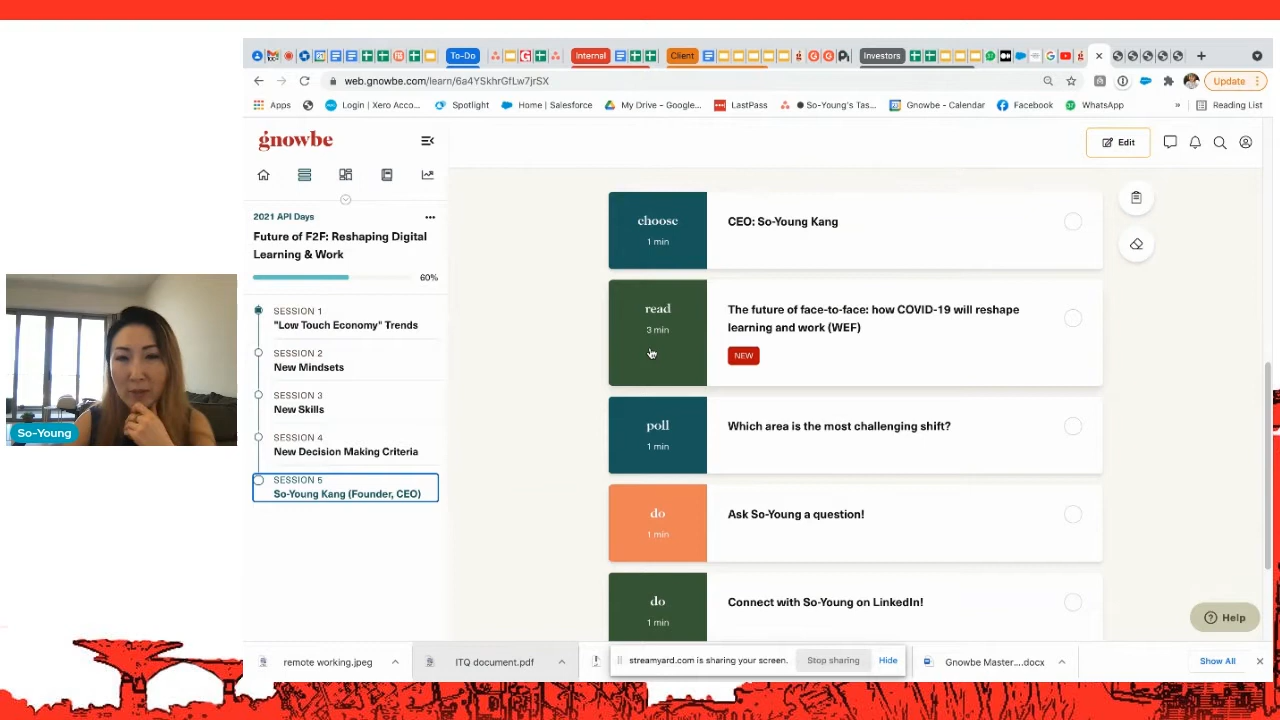 To-Do
Internal
Client
Investors
web.gnowbe.com/learn/6a4YSkhrGfLw7jrSX
Update
Apps
Login | Xero Acco...
Spotlight
Home | Salesforce
My Drive – Google...
LastPass
So-Young's Tas...
Gnowbe - Calendar
Facebook
WhatsApp
»
Reading List
gnowbe
Edit
2021 API Days
Future of F2F: Reshaping Digital
Learning & Work
60%
SESSION 1
"Low Touch Economy" Trends
SESSION 2
New Mindsets
SESSION 3
New Skills
SESSION 4
New Decision Making Criteria
SESSION 5
So-Young Kang (Founder, CEO)
choose
1 min
CEO: So-Young Kang
read
3 min
The future of face-to-face: how COVID-19 will reshape
learning and work (WEF)
NEW
poll
1 min
Which area is the most challenging shift?
do
1 min
Ask So-Young a question!
do
1 min
Connect with So-Young on LinkedIn!
Help
So-Young
remote working.jpeg
ITQ document.pdf
streamyard.com is sharing your screen.
Stop sharing
Hide
Gnowbe Master....docx
Show All